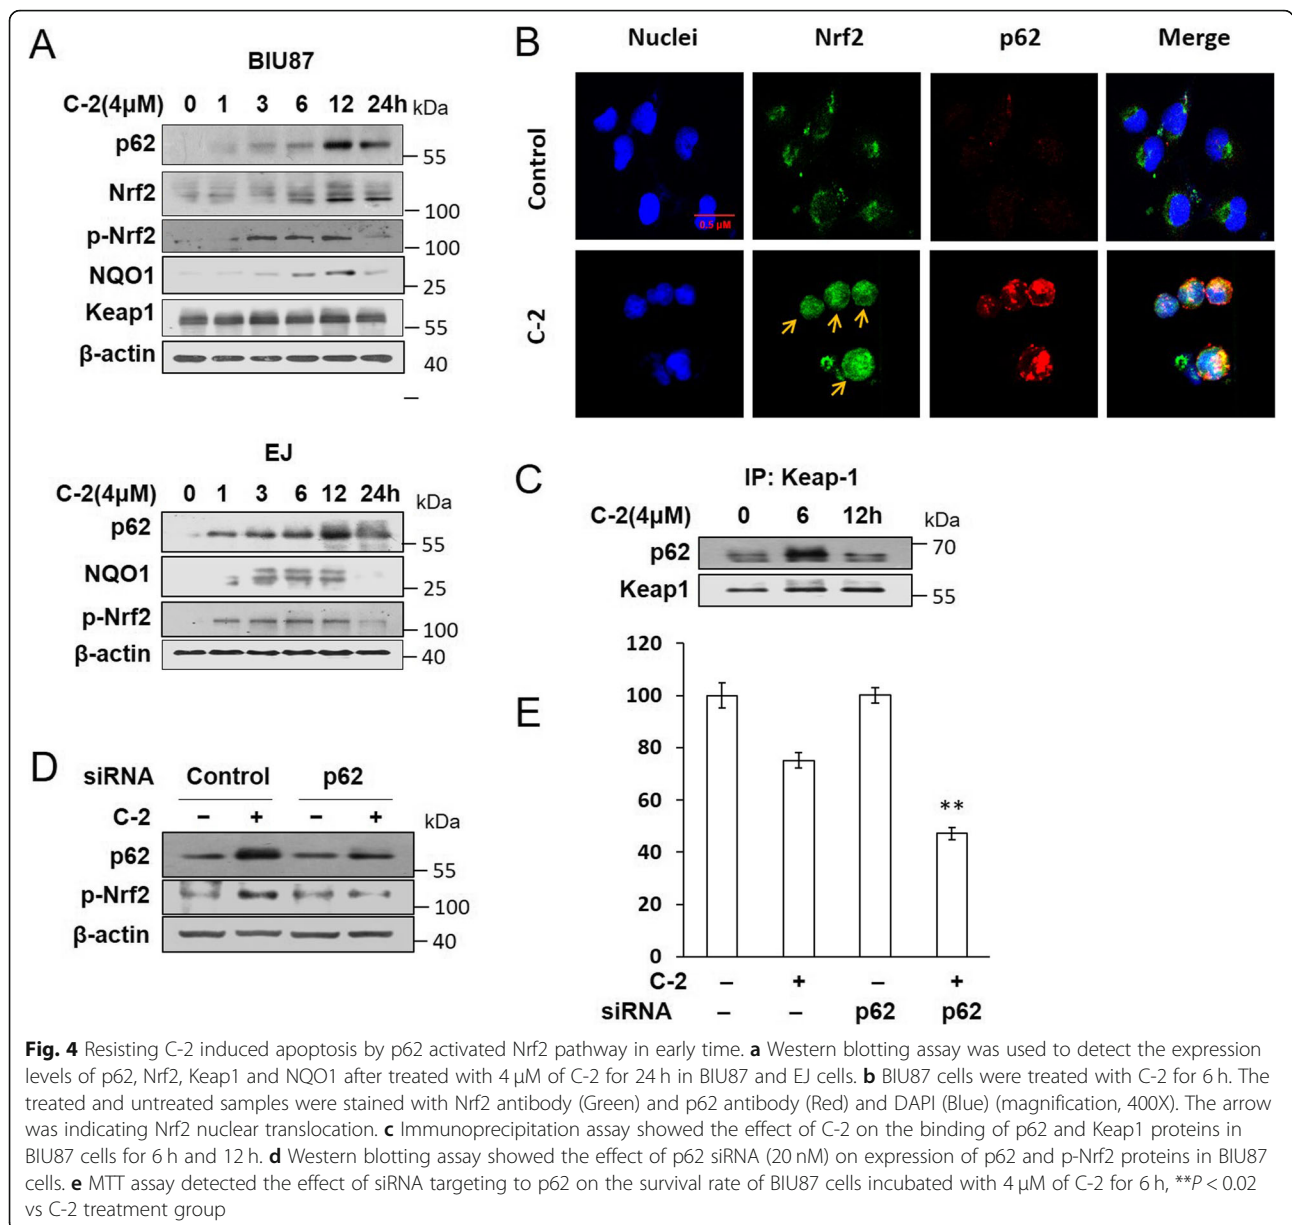 A
BIU87
C-2(4µM) 0 1 3 6 12 24h kDa
p62
55
Nrf2
100
p-Nrf2
100
NQO1
25
Keap1
55
β-actin
40
EJ
C-2(4µM) 0 1 3 6 12 24h kDa
p62
55
NQO1
25
p-Nrf2
100
β-actin
40
B
Nuclei Nrf2 p62 Merge
Control
0.5 µM
C-2
C
IP: Keap-1
C-2(4µM) 0 6 12h kDa
p62
70
Keap1
55
D
siRNA Control p62
C-2 – + – + kDa
p62
55
p-Nrf2
100
β-actin
40
E
120
100
80
60
40
20
0
**
C-2 – + – +
siRNA – – p62 p62
Fig. 4 Resisting C-2 induced apoptosis by p62 activated Nrf2 pathway in early time. a Western blotting assay was used to detect the expression
levels of p62, Nrf2, Keap1 and NQO1 after treated with 4 µM of C-2 for 24 h in BIU87 and EJ cells. b BIU87 cells were treated with C-2 for 6 h. The
treated and untreated samples were stained with Nrf2 antibody (Green) and p62 antibody (Red) and DAPI (Blue) (magnification, 400X). The arrow
was indicating Nrf2 nuclear translocation. c Immunoprecipitation assay showed the effect of C-2 on the binding of p62 and Keap1 proteins in
BIU87 cells for 6 h and 12 h. d Western blotting assay showed the effect of p62 siRNA (20 nM) on expression of p62 and p-Nrf2 proteins in BIU87
cells. e MTT assay detected the effect of siRNA targeting to p62 on the survival rate of BIU87 cells incubated with 4 µM of C-2 for 6 h, **P < 0.02
vs C-2 treatment group